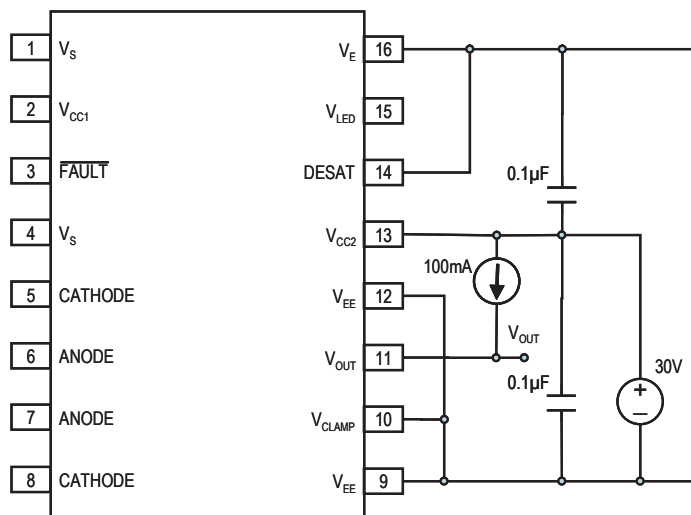 1 V_S
2 V_CC1
3 FAULT
4 V_S
5 CATHODE
6 ANODE
7 ANODE
8 CATHODE
V_E 16
V_LED 15
DESAT 14
V_CC2 13
V_EE 12
V_OUT 11
V_CLAMP 10
V_EE 9
0.1µF
100mA
V_OUT
0.1µF
30V
+
–